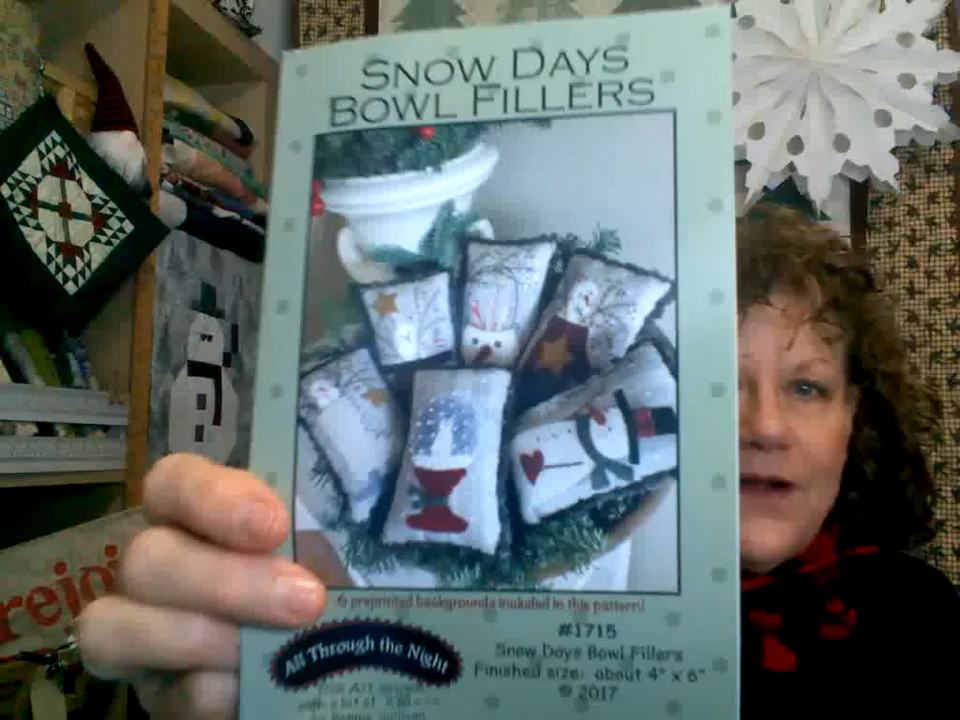 SNOW DAYS
BOWL FILLERS
6 preprinted backgrounds included in this pattern!
All Through the Night
#1715
Snow Days Bowl Fillers
Finished size: about 4" x 6"
© 2017
rejoi